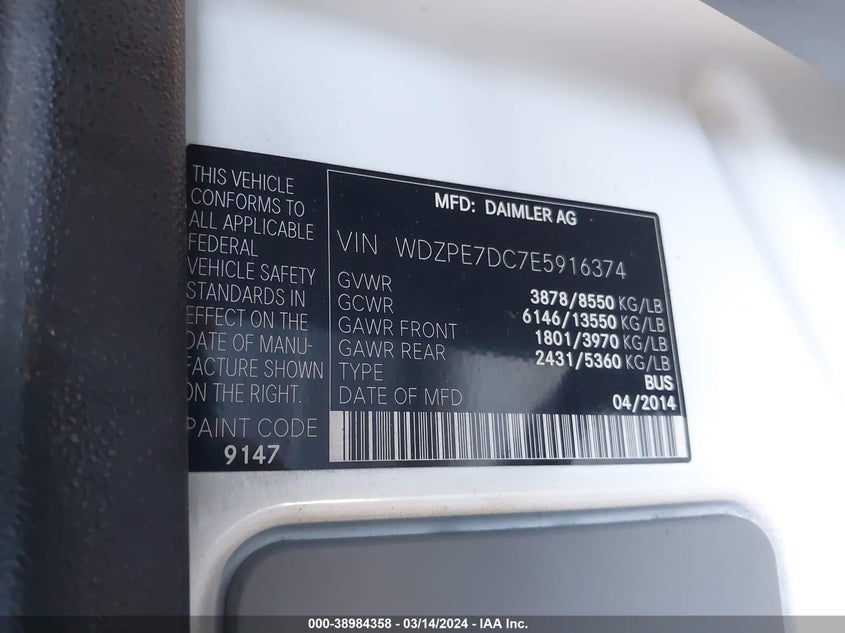 THIS VEHICLE
CONFORMS TO
ALL APPLICABLE
FEDERAL
VEHICLE SAFETY
STANDARDS IN
EFFECT ON THE
DATE OF MANU-
FACTURE SHOWN
ON THE RIGHT.
PAINT CODE
9147
MFD: DAIMLER AG
VIN WDZPE7DC7E5916374
GVWR 3878/8550 KG/LB
GCWR 6146/13550 KG/LB
GAWR FRONT 1801/3970 KG/LB
GAWR REAR 2431/5360 KG/LB
TYPE BUS
DATE OF MFD 04/2014
000-38984358 - 03/14/2024 - IAA Inc.